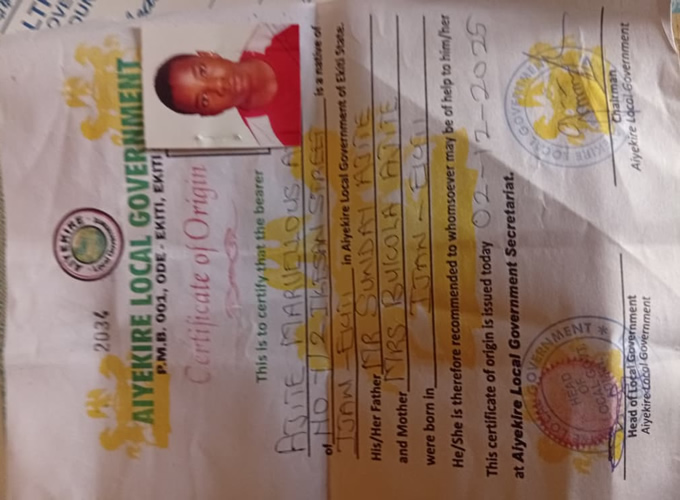 2034
AIYEKIRE LOCAL GOVERNMENT
P.M.B. 001, ODE - EKITI, EKITI
Certificate of Origin
This is to certify that the bearer
AJITE MARVELLOUS A
of NO 1/2 STREET is a native of
IJAN-EKITI in Aiyekire Local Government of Ekiti State.
His/Her Father MR SUNDAY AJITE
and Mother MRS BUKOLA AJITE
were born in IJAN-EKITI
He/She is therefore recommended to whomsoever may be of help to him/her
This certificate of origin is issued today 02-12-2025
at Aiyekire Local Government Secretariat.
Head of Local Government
Aiyekire Local Government
Chairman
Aiyekire Local Government